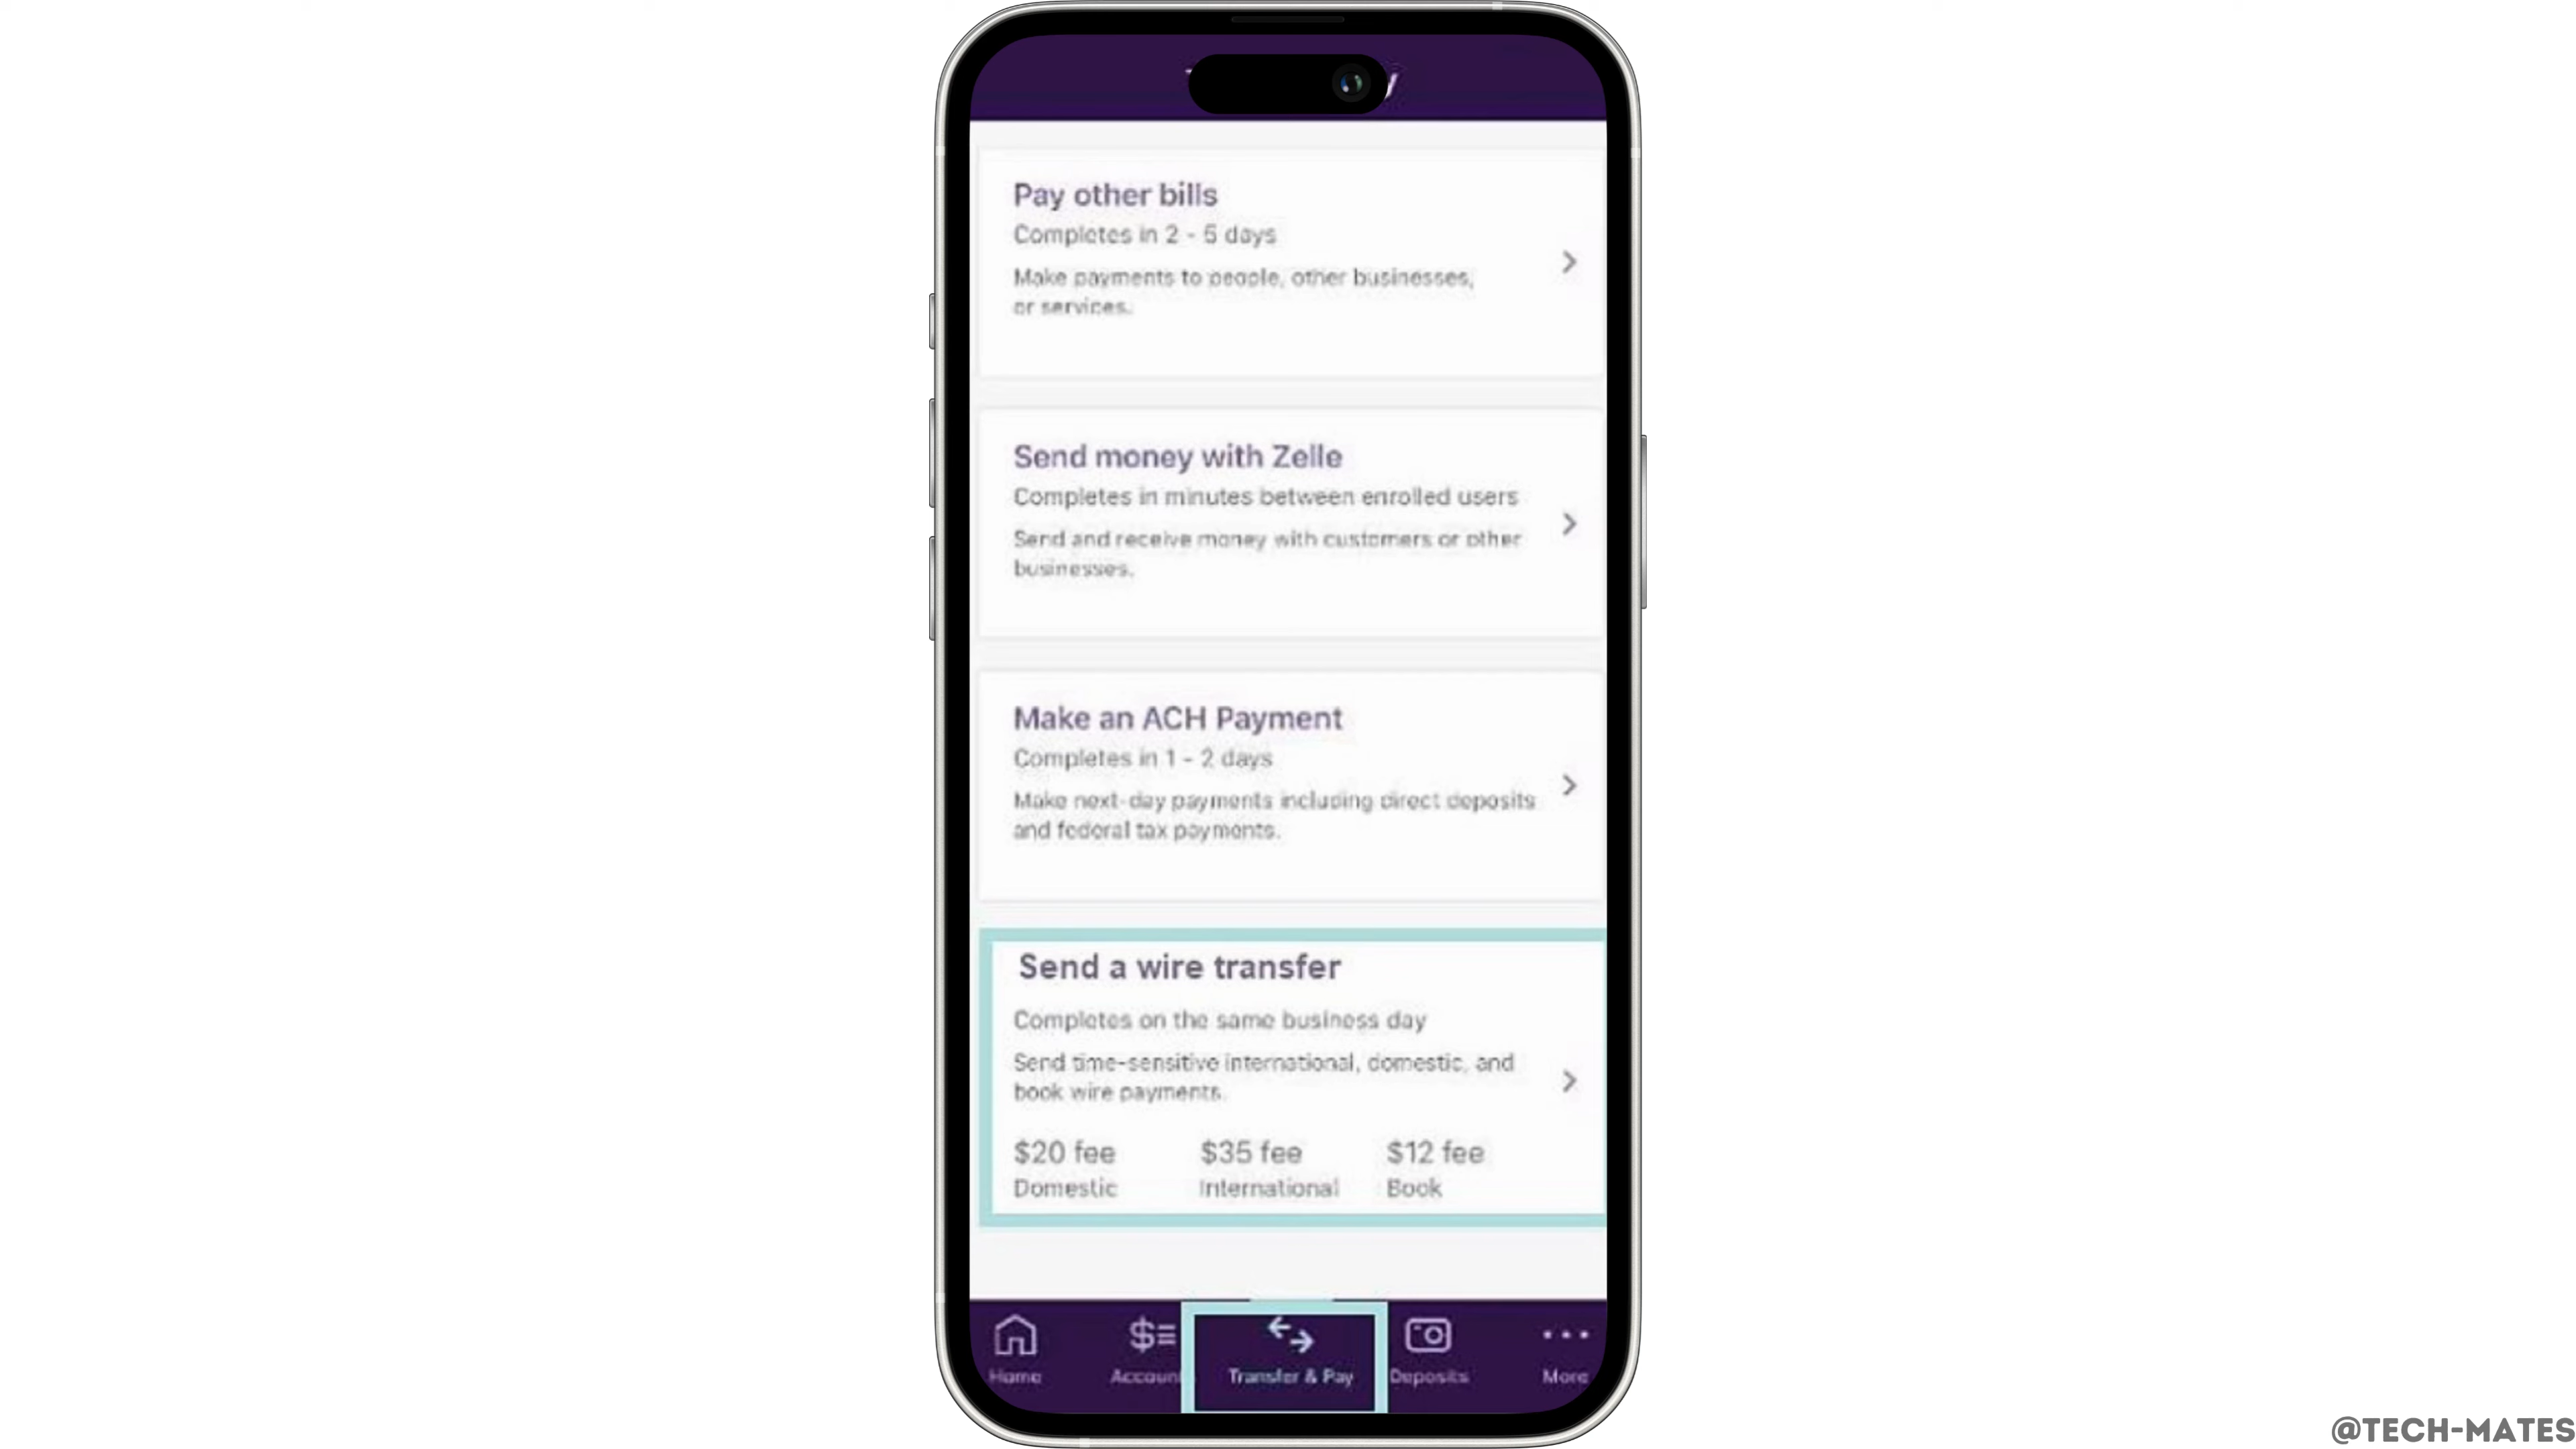 Pay other bills
Completes in 2 - 5 days
Make payments to people, other businesses,
or services.
Send money with Zelle
Completes in minutes between enrolled users
Send and receive money with customers or other
businesses.
Make an ACH Payment
Completes in 1 - 2 days
Make next-day payments including direct deposits
and federal tax payments.
Send a wire transfer
Completes on the same business day
Send time-sensitive international, domestic, and
book wire payments.
$20 fee $35 fee $12 fee
Domestic International Book
Home Accoun Transfer & Pay Deposits More
@TECH-MATES